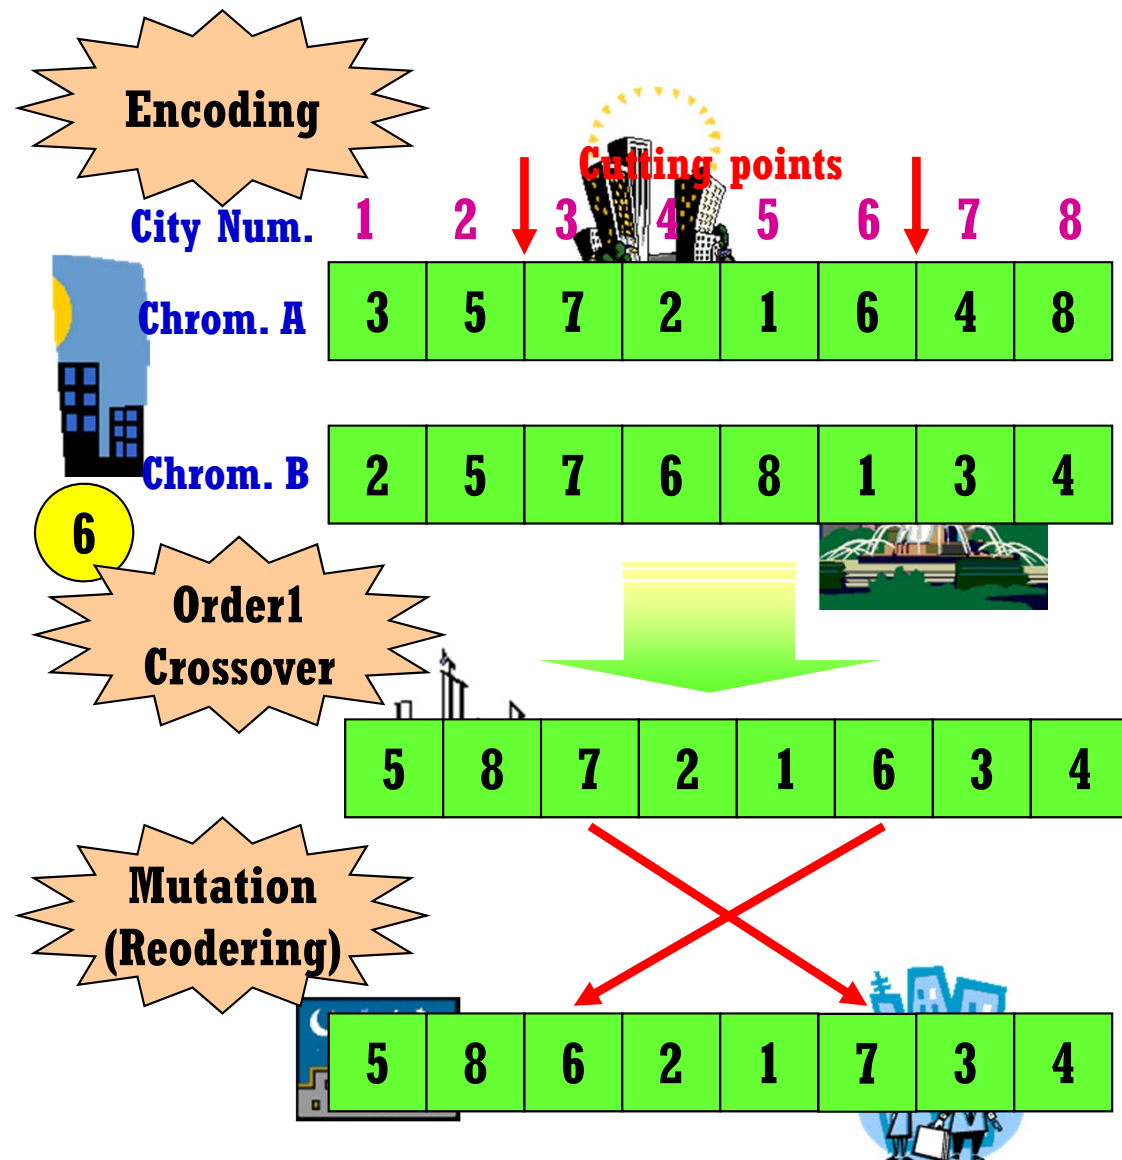 Encoding
Cutting points
City Num. 1 2 3 4 5 6 7 8
Chrom. A 3 5 7 2 1 6 4 8
Chrom. B 2 5 7 6 8 1 3 4
6
Order1
Crossover
5 8 7 2 1 6 3 4
Mutation
(Reodering)
5 8 6 2 1 7 3 4